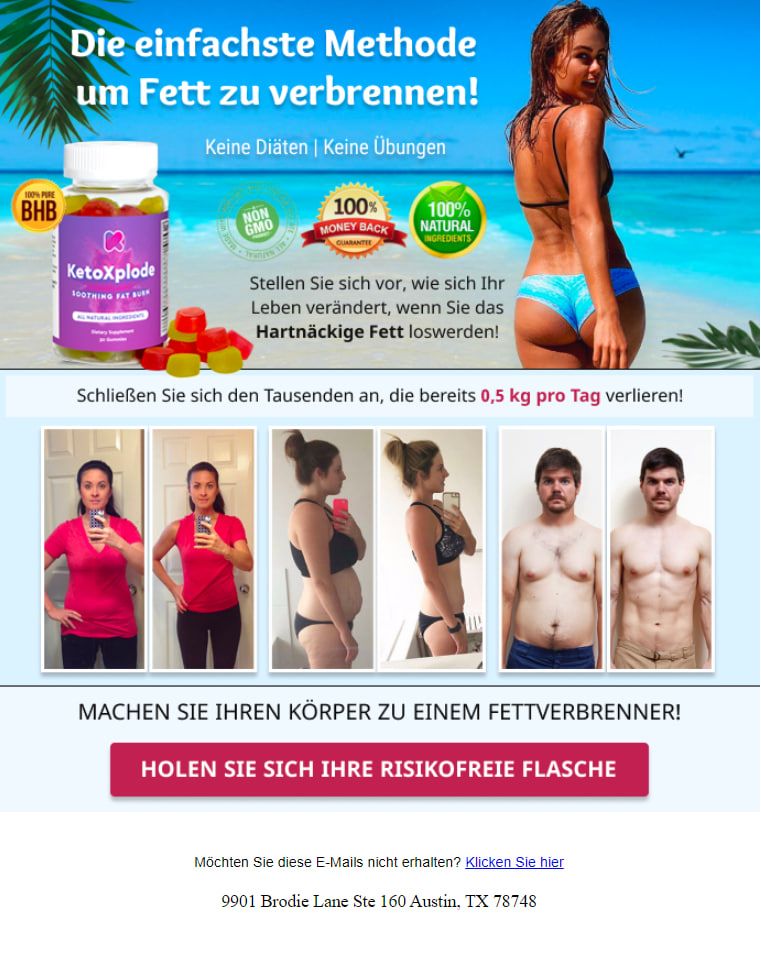 Die einfachste Methode
um Fett zu verbrennen!
Keine Diäten | Keine Übungen
100% PURE
BHB
KetoXplode
SOOTHING FAT BURN
ALL NATURAL INGREDIENTS
Dietary Supplement
30 Gummies
NON
GMO
100%
MONEY BACK
GUARANTEE
100%
NATURAL
INGREDIENTS
Stellen Sie sich vor, wie sich Ihr
Leben verändert, wenn Sie das
Hartnäckige Fett loswerden!
Schließen Sie sich den Tausenden an, die bereits 0,5 kg pro Tag verlieren!
MACHEN SIE IHREN KÖRPER ZU EINEM FETTVERBRENNER!
HOLEN SIE SICH IHRE RISIKOFREIE FLASCHE
Möchten Sie diese E-Mails nicht erhalten? Klicken Sie hier
9901 Brodie Lane Ste 160 Austin, TX 78748